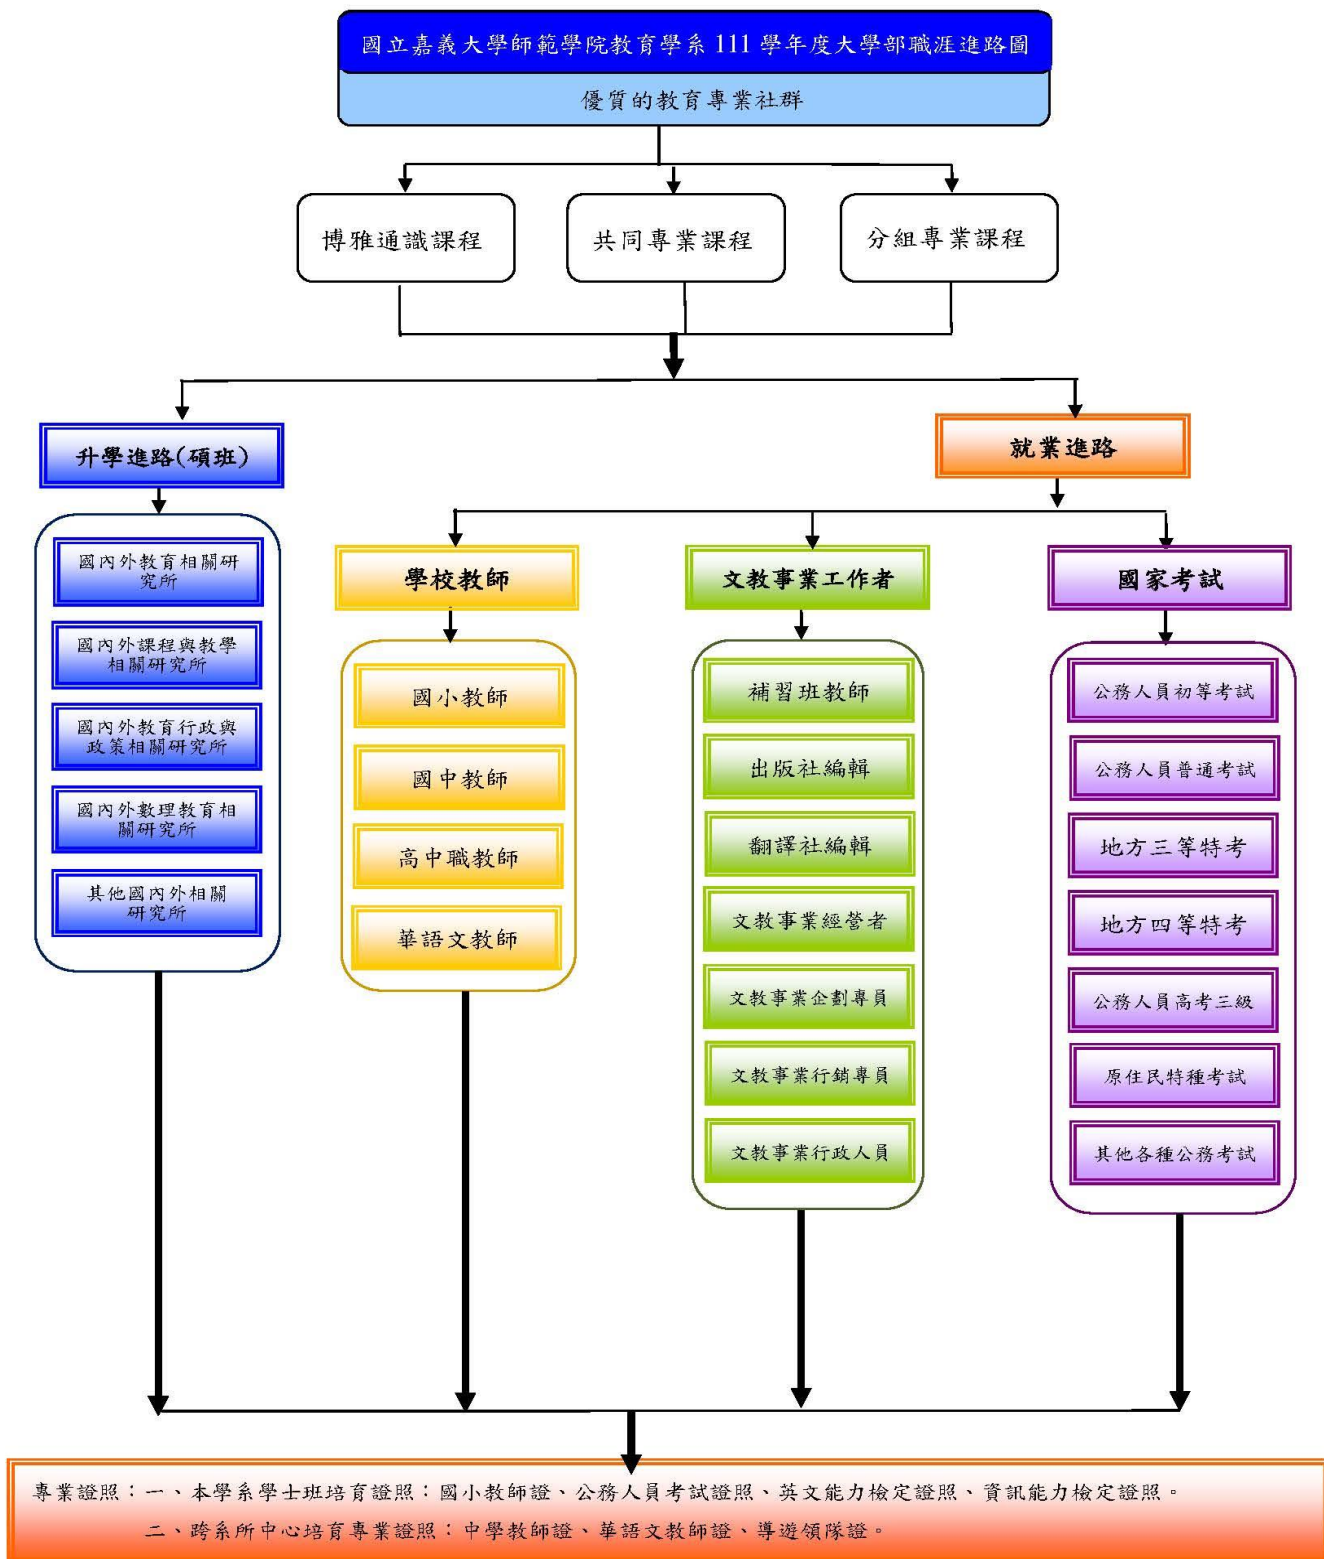 國立嘉義大學師範學院教育學系 111 學年度大學部職涯進路圖
優質的教育專業社群
博雅通識課程
共同專業課程
分組專業課程
升學進路(碩班)
就業進路
國內外教育相關研
究所
國內外課程與教學
相關研究所
國內外教育行政與
政策相關研究所
國內外數理教育相
關研究所
其他國內外相關
研究所
學校教師
國小教師
國中教師
高中職教師
華語文教師
文教事業工作者
補習班教師
出版社編輯
翻譯社編輯
文教事業經營者
文教事業企劃專員
文教事業行銷專員
文教事業行政人員
國家考試
公務人員初等考試
公務人員普通考試
地方三等特考
地方四等特考
公務人員高考三級
原住民特種考試
其他各種公務考試
專業證照：一、本學系學士班培育證照：國小教師證、公務人員考試證照、英文能力檢定證照、資訊能力檢定證照。
二、跨系所中心培育專業證照：中學教師證、華語文教師證、導遊領隊證。